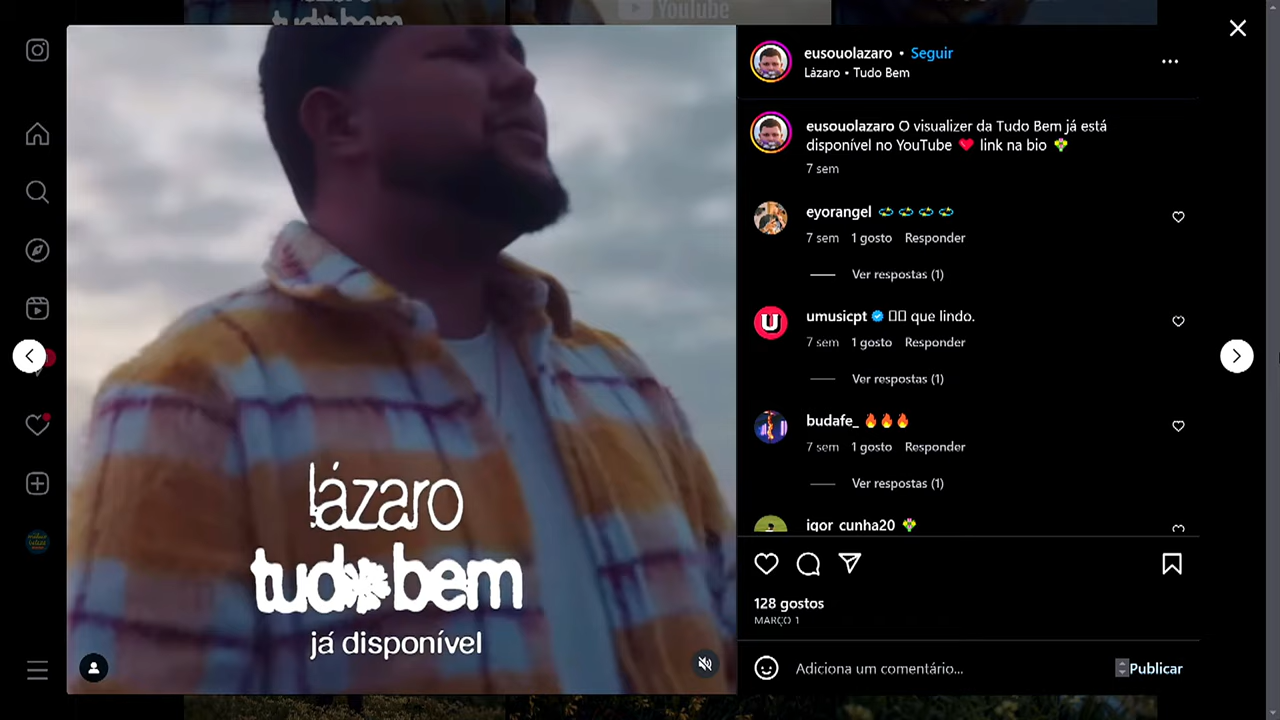 YouTube
tudo bem
lázaro
tudo bem
já disponível
eusouolazaro • Seguir
Lázaro • Tudo Bem
eusouolazaro O visualizer da Tudo Bem já está
disponível no YouTube ❤️ link na bio 💐
7 sem
eyorangel 💫 💫 💫 💫
7 sem 1 gosto Responder
Ver respostas (1)
umusicpt que lindo.
7 sem 1 gosto Responder
Ver respostas (1)
budafe_ 🔥🔥🔥
7 sem 1 gosto Responder
Ver respostas (1)
igor_cunha20 💐
128 gostos
MARÇO 1
Adiciona um comentário...
Publicar